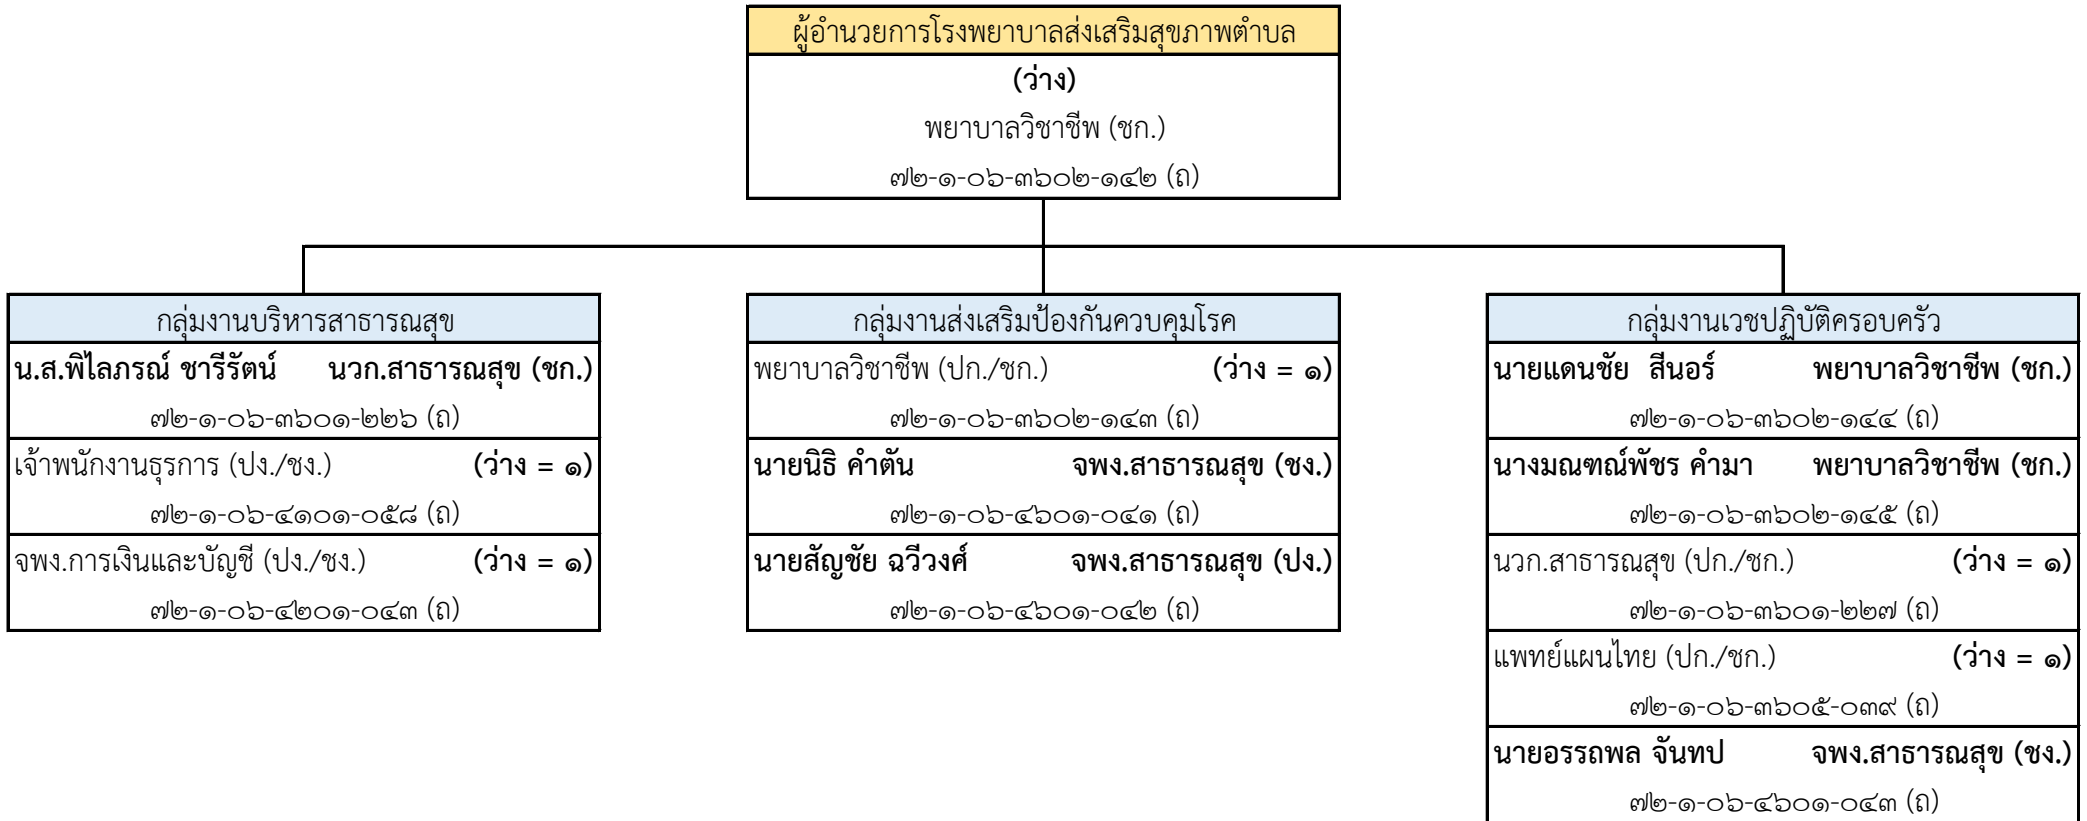 ผู้อำนวยการโรงพยาบาลส่งเสริมสุขภาพตำบล
(ว่าง)
พยาบาลวิชาชีพ (ชก.)
๗๒-๑-๐๖-๓๖๐๒-๑๔๒ (ถ)
กลุ่มงานบริหารสาธารณสุข
น.ส.พิไลภรณ์ ชารีรัตน์ นวก.สาธารณสุข (ชก.)
๗๒-๑-๐๖-๓๖๐๑-๒๒๖ (ถ)
เจ้าพนักงานธุรการ (ปง./ชง.) (ว่าง = ๑)
๗๒-๑-๐๖-๔๑๐๑-๐๕๘ (ถ)
จพง.การเงินและบัญชี (ปง./ชง.) (ว่าง = ๑)
๗๒-๑-๐๖-๔๒๐๑-๐๔๓ (ถ)
กลุ่มงานส่งเสริมป้องกันควบคุมโรค
พยาบาลวิชาชีพ (ปก./ชก.) (ว่าง = ๑)
๗๒-๑-๐๖-๓๖๐๒-๑๔๓ (ถ)
นายนิธิ คำตัน จพง.สาธารณสุข (ชง.)
๗๒-๑-๐๖-๔๖๐๑-๐๔๑ (ถ)
นายสัญชัย ฉวีวงศ์ จพง.สาธารณสุข (ปง.)
๗๒-๑-๐๖-๔๖๐๑-๐๔๒ (ถ)
กลุ่มงานเวชปฏิบัติครอบครัว
นายแดนชัย สีนอร์ พยาบาลวิชาชีพ (ชก.)
๗๒-๑-๐๖-๓๖๐๒-๑๔๔ (ถ)
นางมณฑณ์พัชร คำมา พยาบาลวิชาชีพ (ชก.)
๗๒-๑-๐๖-๓๖๐๒-๑๔๕ (ถ)
นวก.สาธารณสุข (ปก./ชก.) (ว่าง = ๑)
๗๒-๑-๐๖-๓๖๐๑-๒๒๗ (ถ)
แพทย์แผนไทย (ปก./ชก.) (ว่าง = ๑)
๗๒-๑-๐๖-๓๖๐๕-๐๓๙ (ถ)
นายอรรถพล จันทป จพง.สาธารณสุข (ชง.)
๗๒-๑-๐๖-๔๖๐๑-๐๔๓ (ถ)